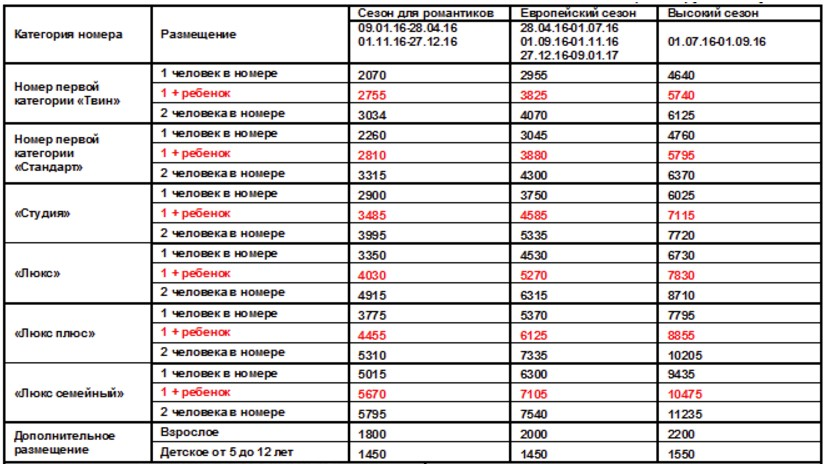 Категория номера Размещение Сезон для романтиков Европейский сезон Высокий сезон
09.01.16-28.04.16 28.04.16-01.07.16
01.11.16-27.12.16 01.09.16-01.11.16 01.07.16-01.09.16
27.12.16-09.01.17
Номер первой категории «Твин» 1 человек в номере 2070 2955 4640
1 + ребенок 2755 3825 5740
2 человека в номере 3034 4070 6125
Номер первой категории «Стандарт» 1 человек в номере 2260 3045 4760
1 + ребенок 2810 3880 5795
2 человека в номере 3315 4300 6370
«Студия» 1 человек в номере 2900 3750 6025
1 + ребенок 3485 4585 7115
2 человека в номере 3995 5335 7720
«Люкс» 1 человек в номере 3350 4530 6730
1 + ребенок 4030 5270 7830
2 человека в номере 4915 6315 8710
«Люкс плюс» 1 человек в номере 3775 5370 7795
1 + ребенок 4455 6125 8855
2 человека в номере 5310 7335 10205
«Люкс семейный» 1 человек в номере 5015 6300 9435
1 + ребенок 5670 7105 10475
2 человека в номере 5795 7540 11235
Дополнительное размещение Взрослое 1800 2000 2200
Детское от 5 до 12 лет 1450 1450 1550